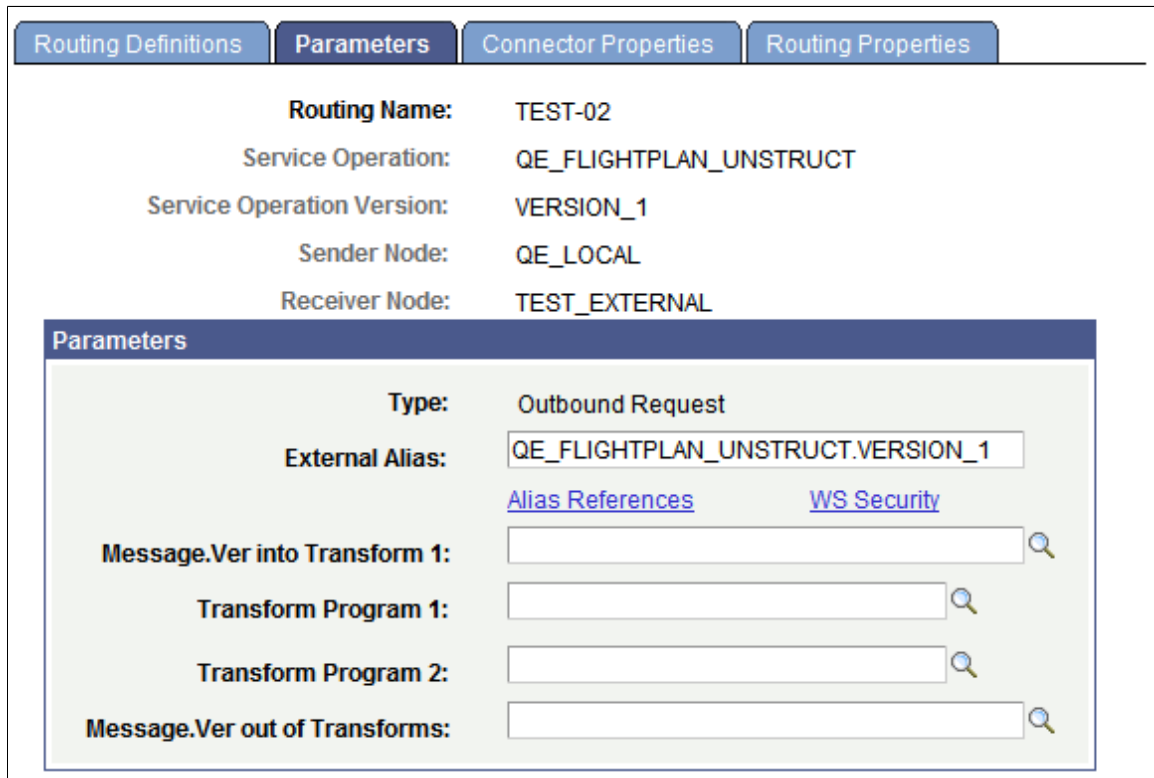 Routing Definitions Parameters Connector Properties Routing Properties
Routing Name: TEST-02
Service Operation: QE_FLIGHTPLAN_UNSTRUCT
Service Operation Version: VERSION_1
Sender Node: QE_LOCAL
Receiver Node: TEST_EXTERNAL
Parameters
Type: Outbound Request
External Alias: QE_FLIGHTPLAN_UNSTRUCT.VERSION_1
Alias References WS Security
Message.Ver into Transform 1:
Transform Program 1:
Transform Program 2:
Message.Ver out of Transforms: